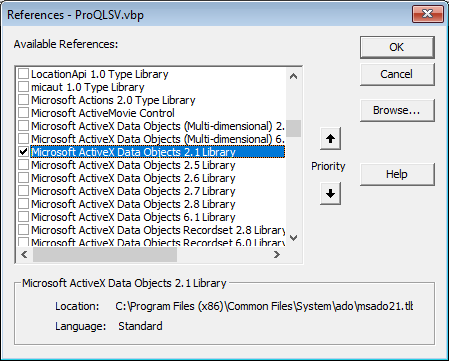 References - ProQLSV.vbp
Available References:
OK
LocationApi 1.0 Type Library
micaut 1.0 Type Library
Microsoft Actions 2.0 Type Library
Microsoft ActiveMovie Control
Microsoft ActiveX Data Objects (Multi-dimensional) 2.
Microsoft ActiveX Data Objects (Multi-dimensional) 6.
Microsoft ActiveX Data Objects 2.1 Library
Microsoft ActiveX Data Objects 2.5 Library
Microsoft ActiveX Data Objects 2.6 Library
Microsoft ActiveX Data Objects 2.7 Library
Microsoft ActiveX Data Objects 2.8 Library
Microsoft ActiveX Data Objects 6.1 Library
Microsoft ActiveX Data Objects Recordset 2.8 Library
Microsoft ActiveX Data Objects Recordset 6.0 Library
Cancel
Browse...
Priority
Help
Microsoft ActiveX Data Objects 2.1 Library
Location: C:\Program Files (x86)\Common Files\System\ado\msado21.tlb
Language: Standard